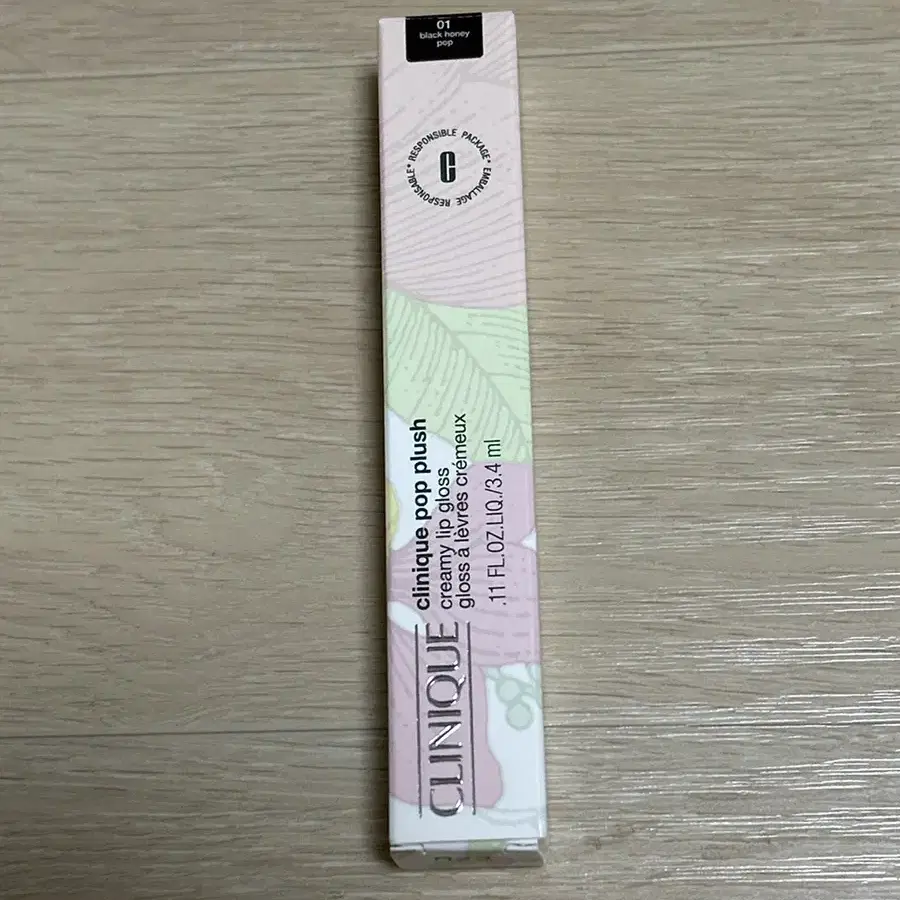 01
black honey
pop
RESPONSIBLE PACKAGE* EMBALLAGE RESPONSABLE*
C
CLINIQUE
clinique pop plush
creamy lip gloss
gloss à lèvres crémeux
.11 FL.OZ.LIQ./3.4 ml